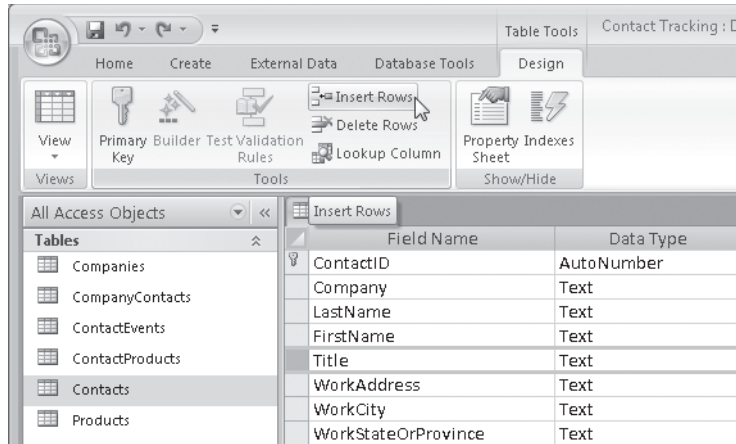 Table Tools
Contact Tracking : D
Home Create External Data Database Tools Design
View
Primary Key
Builder
Test Validation Rules
Insert Rows
Delete Rows
Lookup Column
Property Sheet
Indexes
Views
Tools
Show/Hide
All Access Objects
Insert Rows
Tables
Companies
CompanyContacts
ContactEvents
ContactProducts
Contacts
Products
Field Name Data Type
ContactID AutoNumber
Company Text
LastName Text
FirstName Text
Title Text
WorkAddress Text
WorkCity Text
WorkStateOrProvince Text